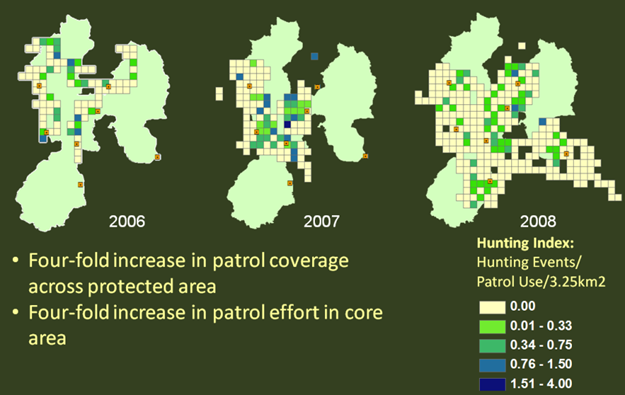 2006
2007
2008
• Four-fold increase in patrol coverage
across protected area
• Four-fold increase in patrol effort in core
area
Hunting Index:
Hunting Events/
Patrol Use/3.25km2
0.00
0.01 - 0.33
0.34 - 0.75
0.76 - 1.50
1.51 - 4.00